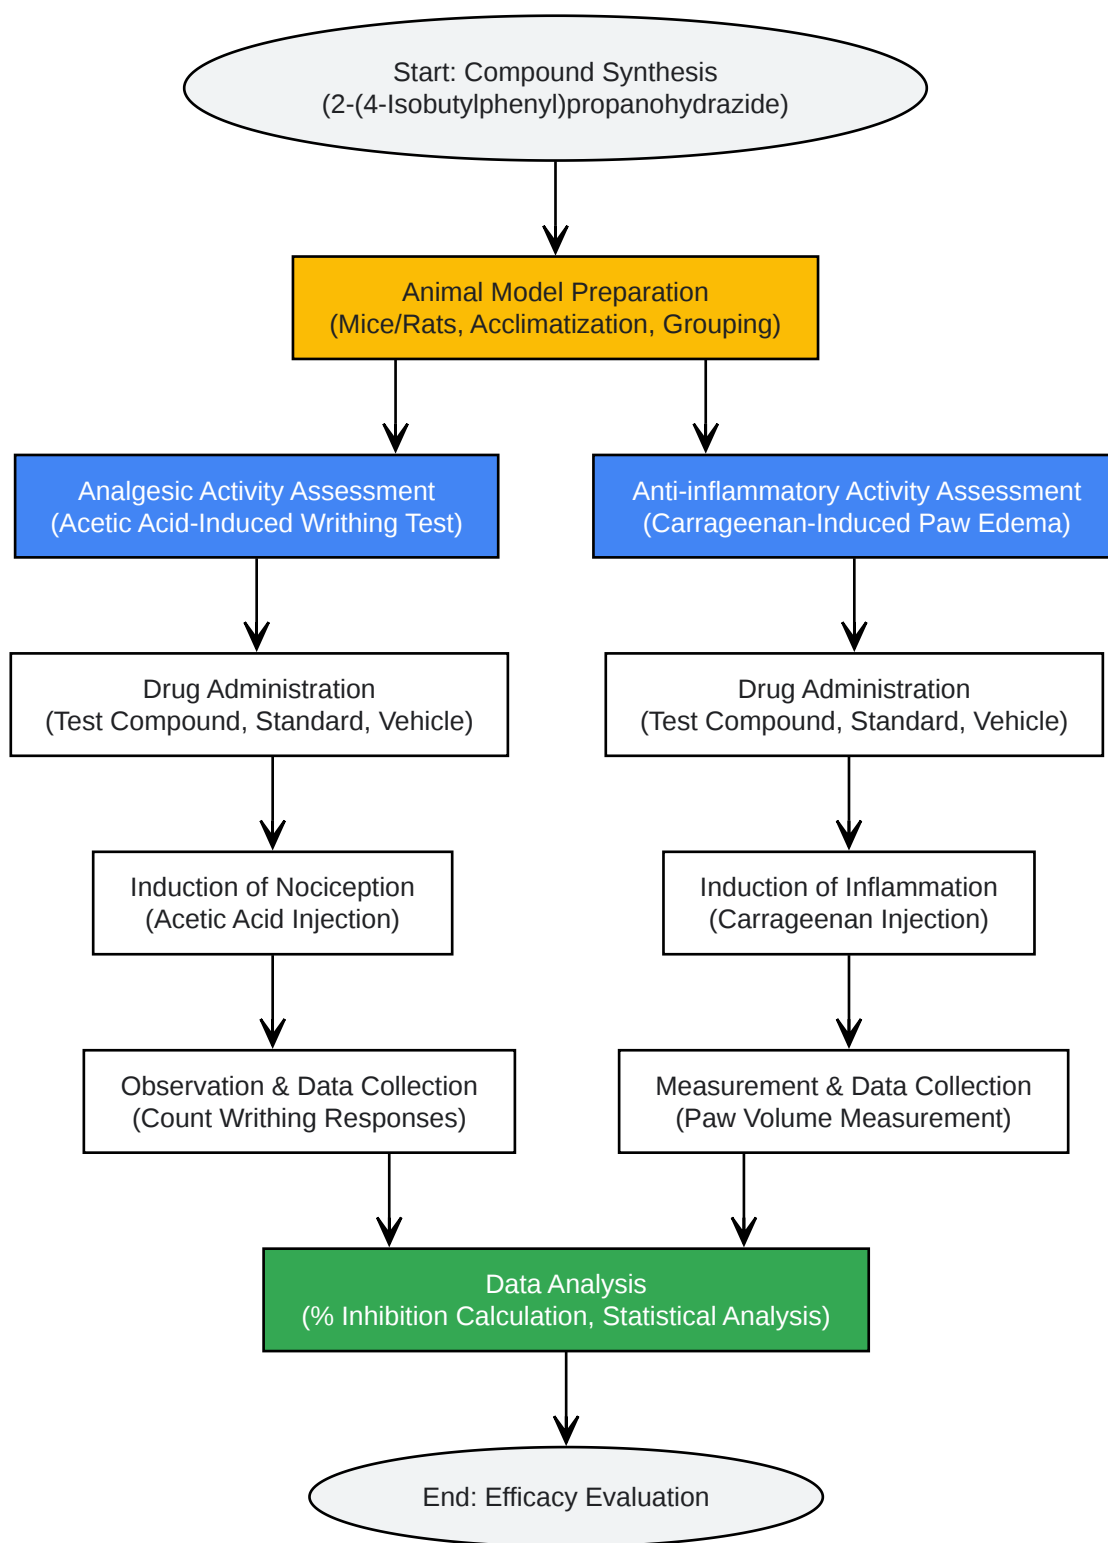 Start: Compound Synthesis
(2-(4-Isobutylphenyl)propanohydrazide)
Animal Model Preparation
(Mice/Rats, Acclimatization, Grouping)
Analgesic Activity Assessment
(Acetic Acid-Induced Writhing Test)
Anti-inflammatory Activity Assessment
(Carrageenan-Induced Paw Edema)
Drug Administration
(Test Compound, Standard, Vehicle)
Drug Administration
(Test Compound, Standard, Vehicle)
Induction of Nociception
(Acetic Acid Injection)
Induction of Inflammation
(Carrageenan Injection)
Observation & Data Collection
(Count Writhing Responses)
Measurement & Data Collection
(Paw Volume Measurement)
Data Analysis
(% Inhibition Calculation, Statistical Analysis)
End: Efficacy Evaluation